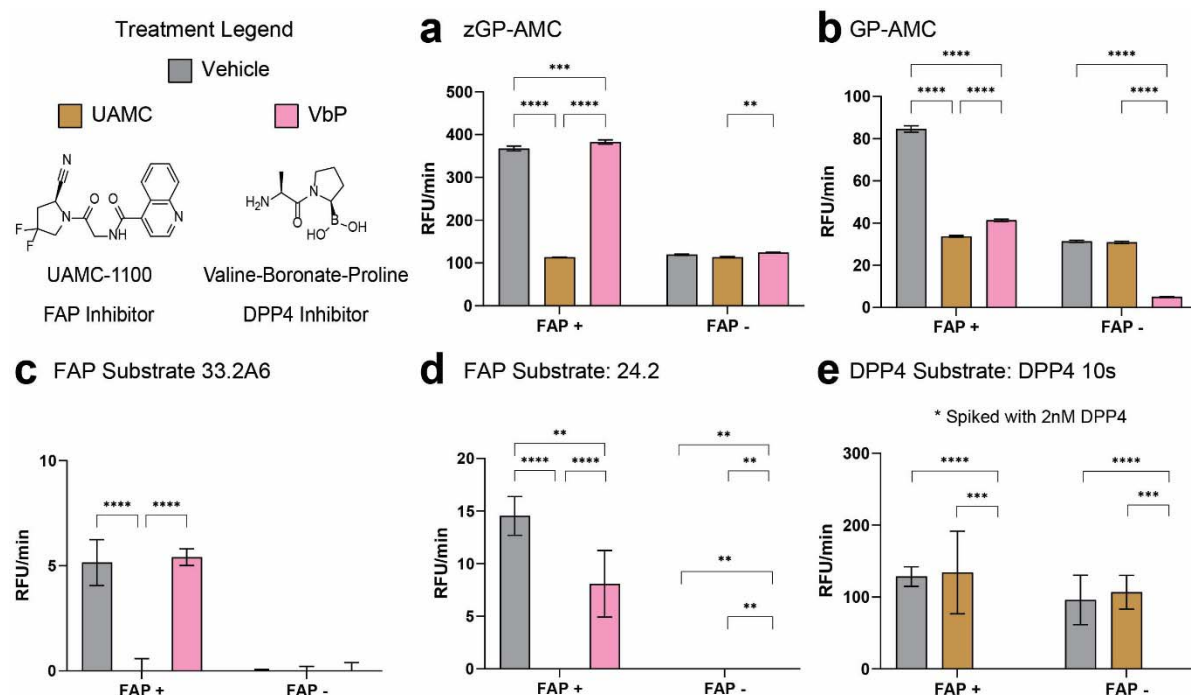 Treatment Legend
Vehicle
UAMC
VbP
N
O
N
F
F
O
NH
N
H₂N
O
N
B
OH
HO
UAMC-1100
Valine-Boronate-Proline
FAP Inhibitor
DPP4 Inhibitor
a zGP-AMC
***
**** ****
**
500
400
300
200
100
0
RFU/min
FAP +
FAP -
b GP-AMC
****
**** ****
****
****
100
80
60
40
20
0
RFU/min
FAP +
FAP -
c FAP Substrate 33.2A6
**** ****
10
5
0
RFU/min
FAP +
FAP -
d FAP Substrate: 24.2
**
**** ****
**
**
**
**
20
15
10
5
0
RFU/min
FAP +
FAP -
e DPP4 Substrate: DPP4 10s
* Spiked with 2nM DPP4
****
***
****
***
300
200
100
0
RFU/min
FAP +
FAP -